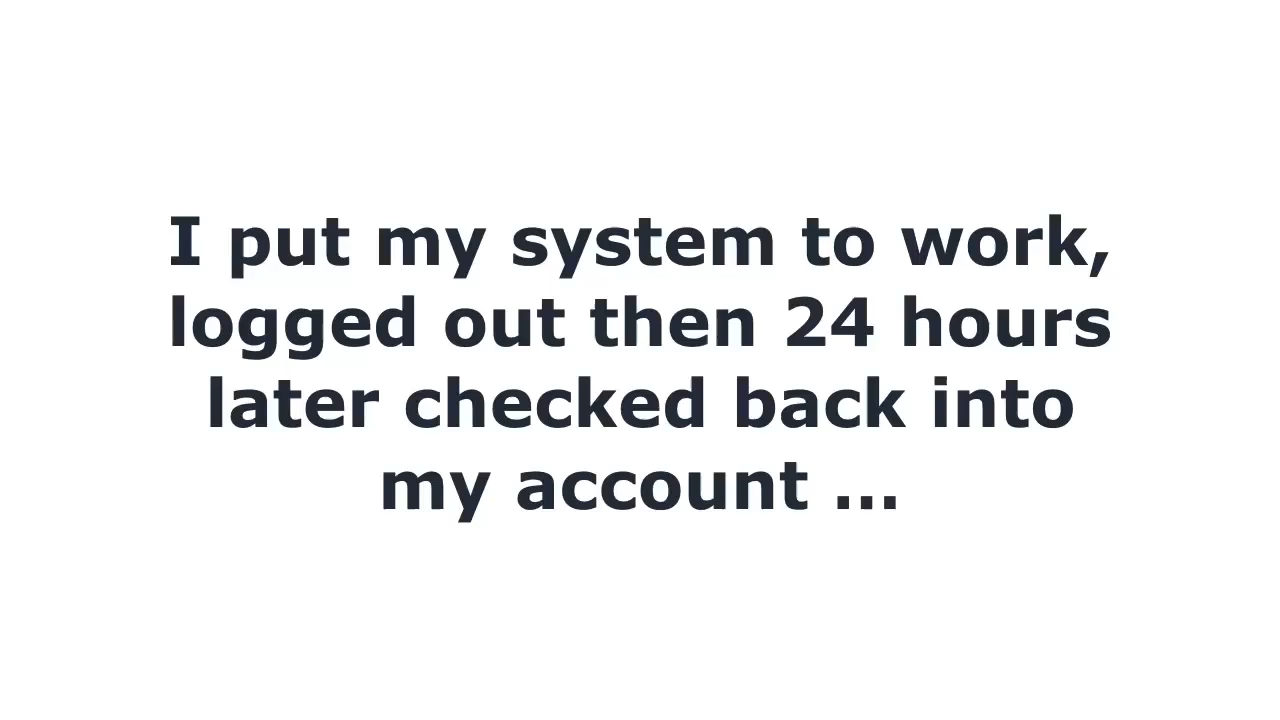 I put my system to work,
logged out then 24 hours
later checked back into
my account ...